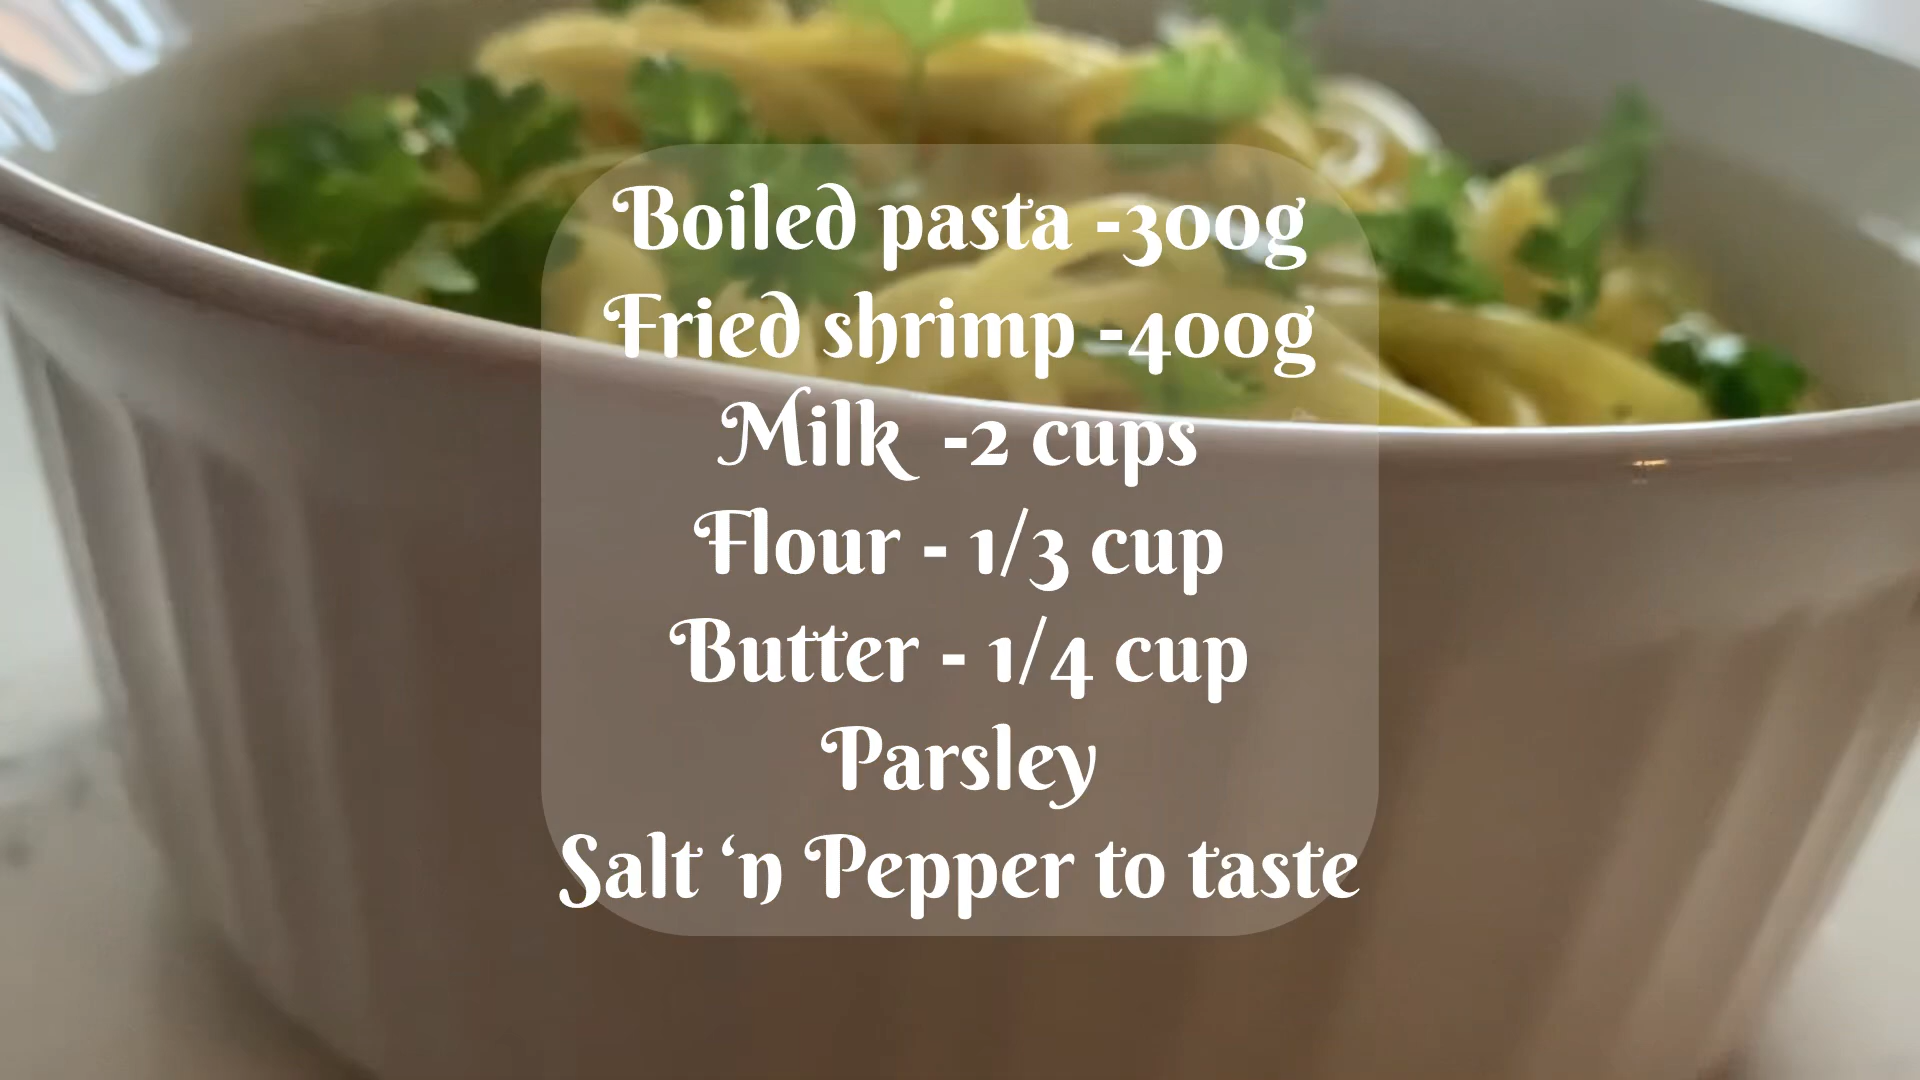 Boiled pasta -300g
Fried shrimp -400g
Milk -2 cups
Flour - 1/3 cup
Butter - 1/4 cup
Parsley
Salt ‘n Pepper to taste